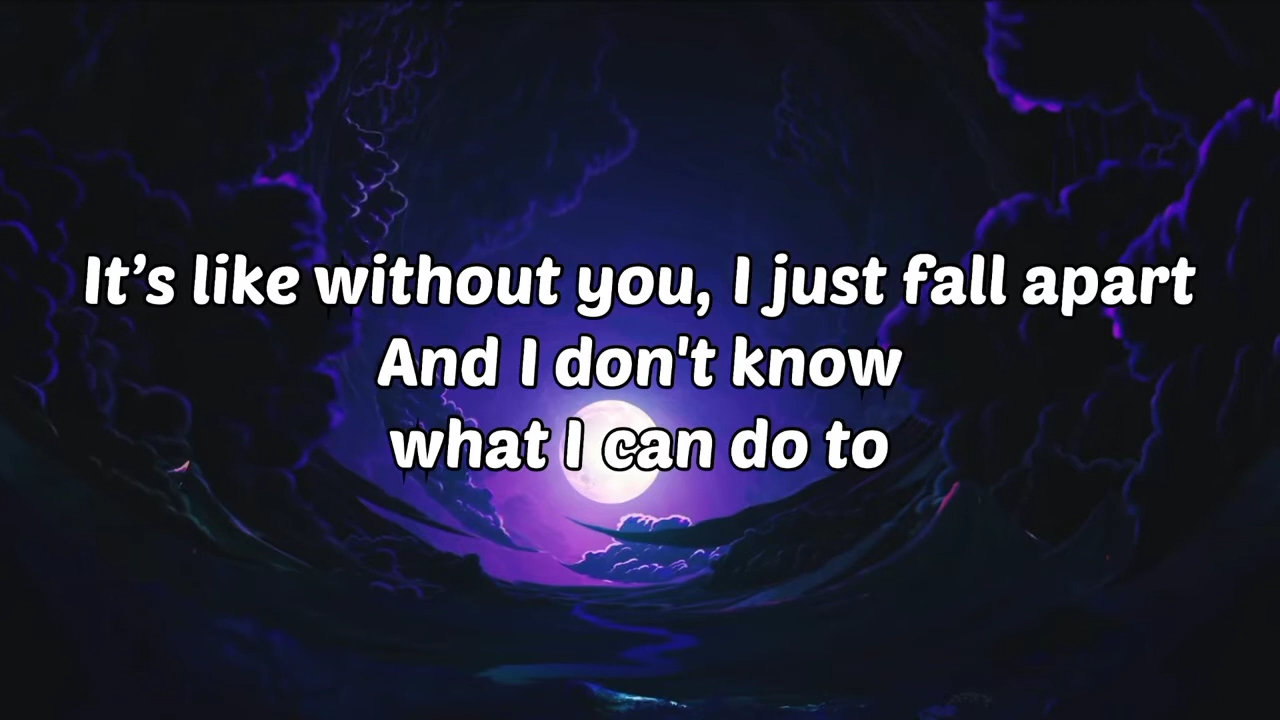 It’s like without you, I just fall apart
And I don't know
what I can do to